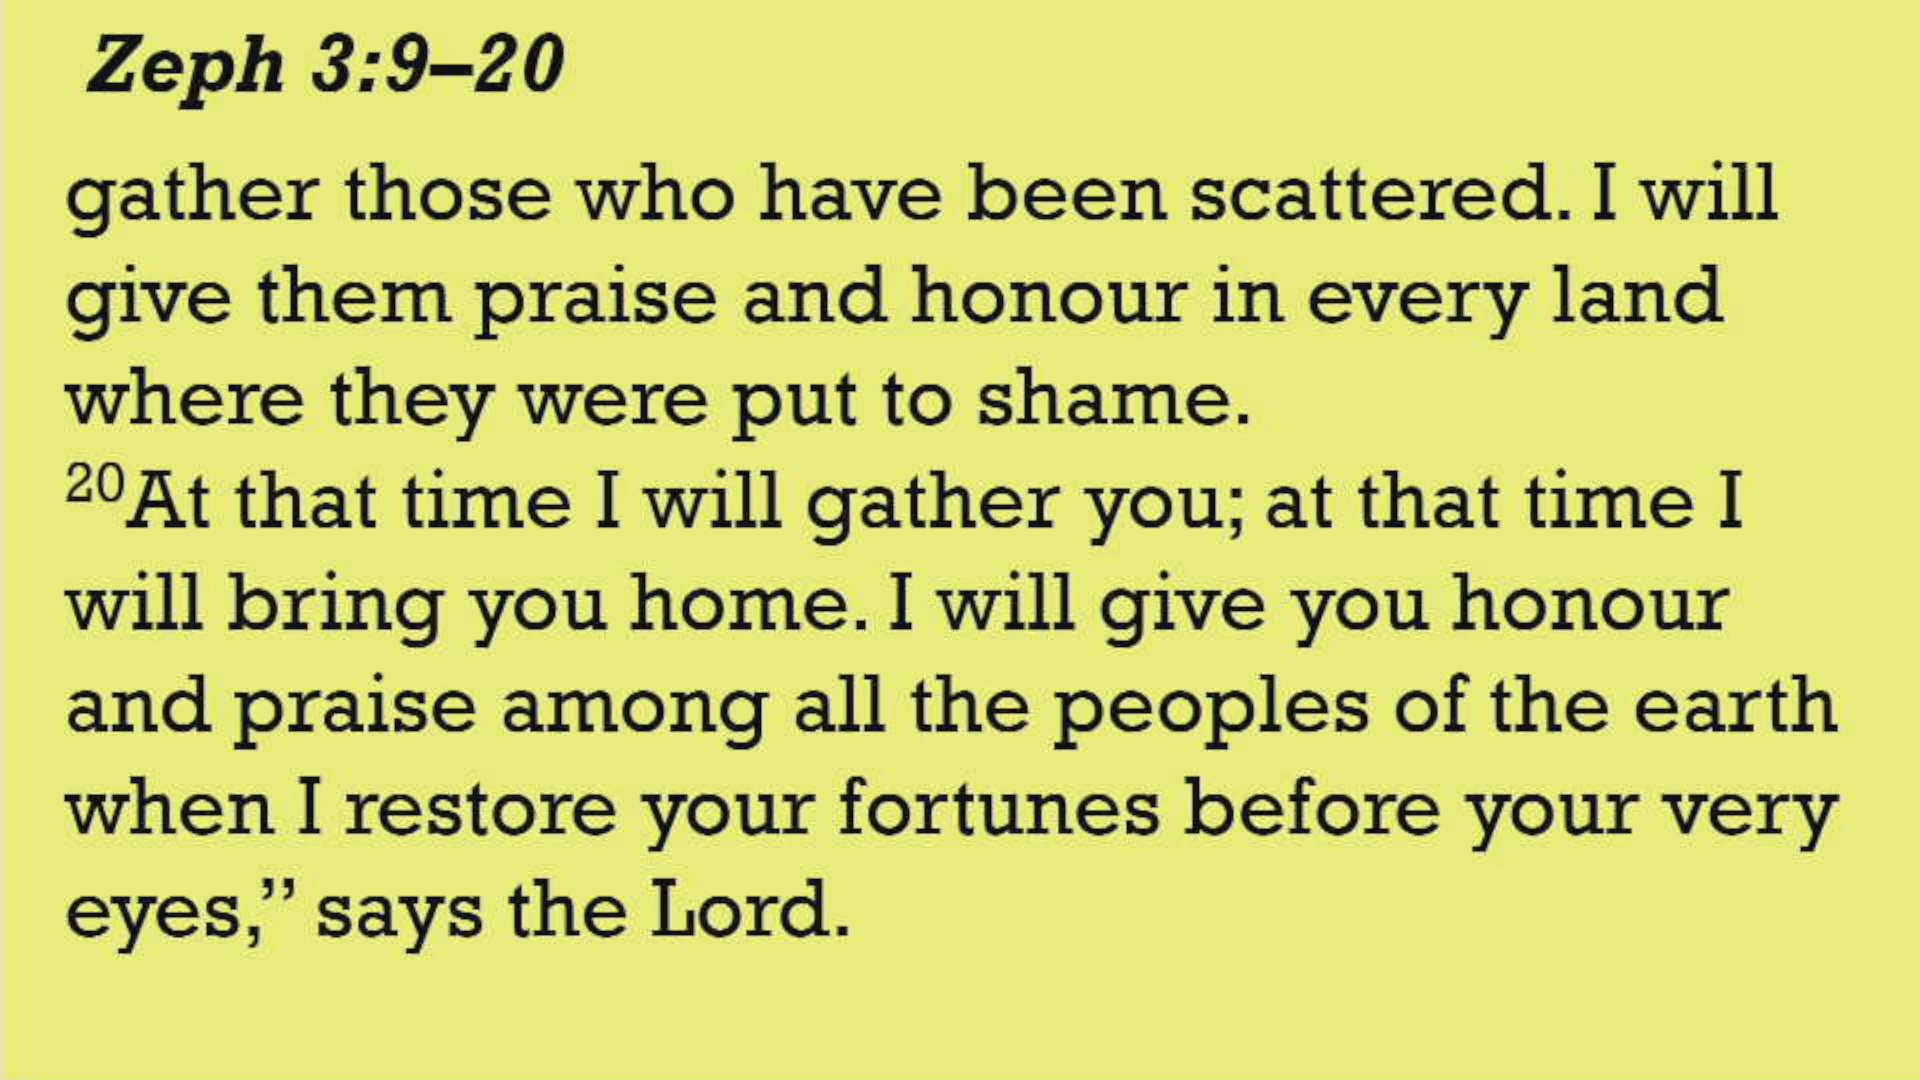 Zeph 3:9–20
gather those who have been scattered. I will
give them praise and honour in every land
where they were put to shame.
20At that time I will gather you; at that time I
will bring you home. I will give you honour
and praise among all the peoples of the earth
when I restore your fortunes before your very
eyes,” says the Lord.